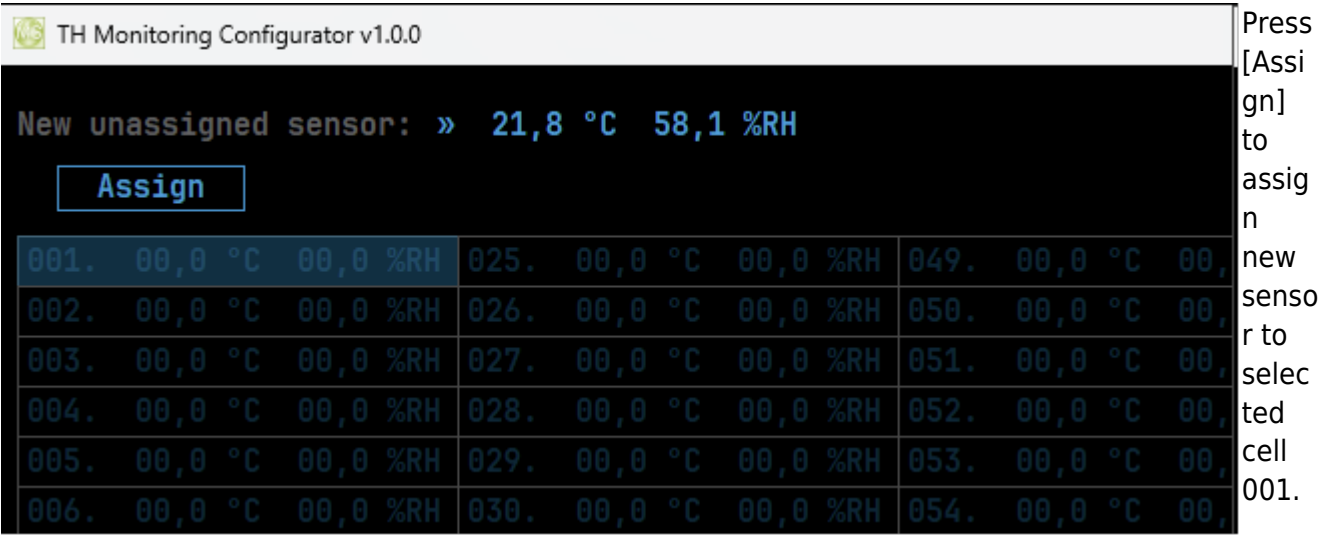 TH Monitoring Configurator v1.0.0
New unassigned sensor: »  21,8 °C  58,1 %RH
Assign
001.  00,0 °C  00,0 %RH  025.  00,0 °C  00,0 %RH  049.  00,0 °C  00,
002.  00,0 °C  00,0 %RH  026.  00,0 °C  00,0 %RH  050.  00,0 °C  00,
003.  00,0 °C  00,0 %RH  027.  00,0 °C  00,0 %RH  051.  00,0 °C  00,
004.  00,0 °C  00,0 %RH  028.  00,0 °C  00,0 %RH  052.  00,0 °C  00,
005.  00,0 °C  00,0 %RH  029.  00,0 °C  00,0 %RH  053.  00,0 °C  00,
006.  00,0 °C  00,0 %RH  030.  00,0 °C  00,0 %RH  054.  00,0 °C  00,
Press
[Assi
gn]
to
assig
n
new
senso
r to
selec
ted
cell
001.